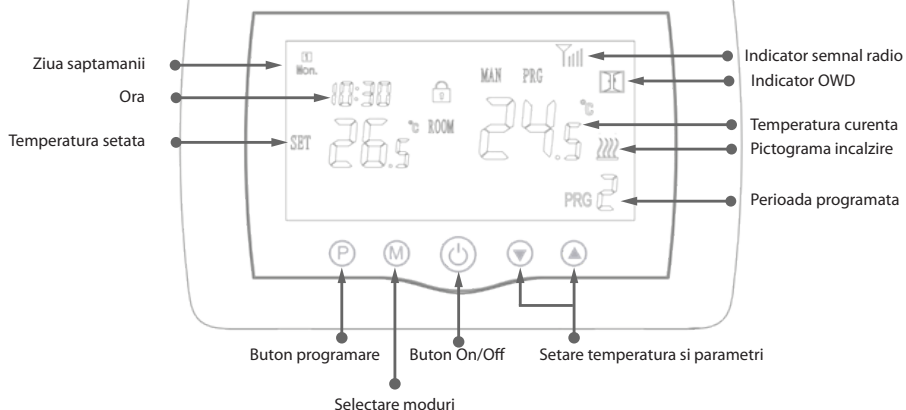 Ziua saptamanii
Ora
Temperatura setata
1
Mon.
10:30
SET
26.5 °C ROOM
MAN PRG
24.5 °C
PRG 2
Indicator semnal radio
Indicator OWD
Temperatura curenta
Pictograma incalzire
Perioada programata
P
M
Buton programare
Buton On/Off
Setare temperatura si parametri
Selectare moduri